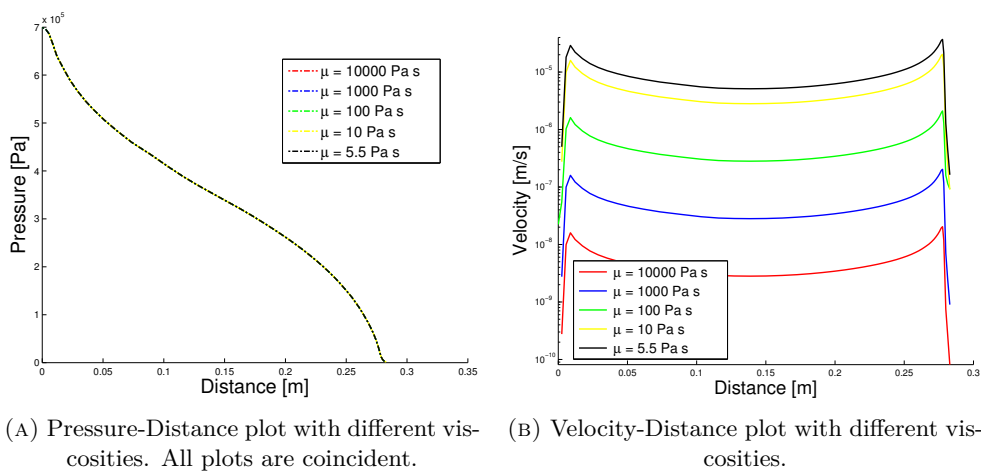 x 10⁵
7
6
5
4
3
2
1
0
Pressure [Pa]
μ = 10000 Pa s
μ = 1000 Pa s
μ = 100 Pa s
μ = 10 Pa s
μ = 5.5 Pa s
0 0.05 0.1 0.15 0.2 0.25 0.3 0.35
Distance [m]
(A) Pressure-Distance plot with different vis-
cosities. All plots are coincident.
10⁻⁵
10⁻⁶
10⁻⁷
10⁻⁸
10⁻⁹
10⁻¹⁰
Velocity [m/s]
μ = 10000 Pa s
μ = 1000 Pa s
μ = 100 Pa s
μ = 10 Pa s
μ = 5.5 Pa s
0 0.05 0.1 0.15 0.2 0.25 0.3
Distance [m]
(B) Velocity-Distance plot with different vis-
cosities.